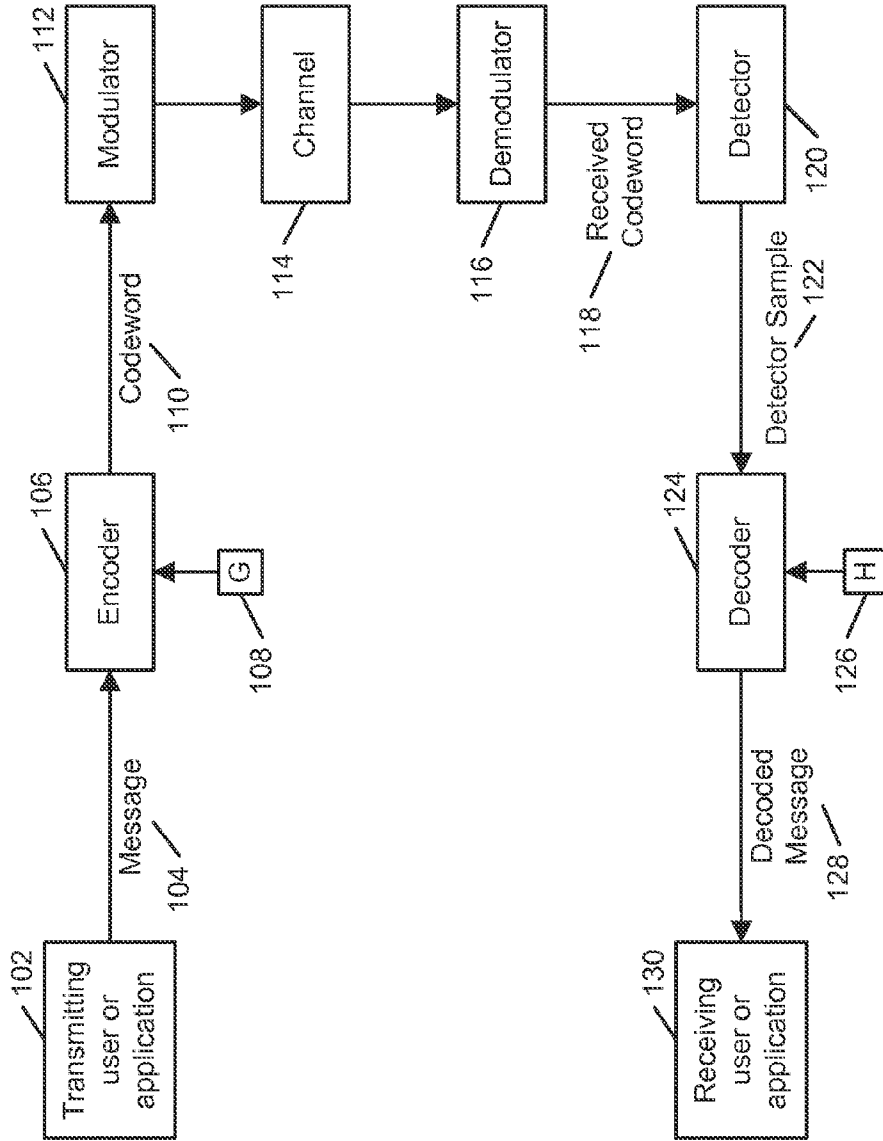 102
Transmitting
user or
application
Message
104
106
Encoder
G
108
Codeword
110
112
Modulator
Channel
114
Demodulator
116
Received
Codeword
118
Detector
120
Detector Sample
122
124
Decoder
H
126
Decoded
Message
128
130
Receiving
user or
application